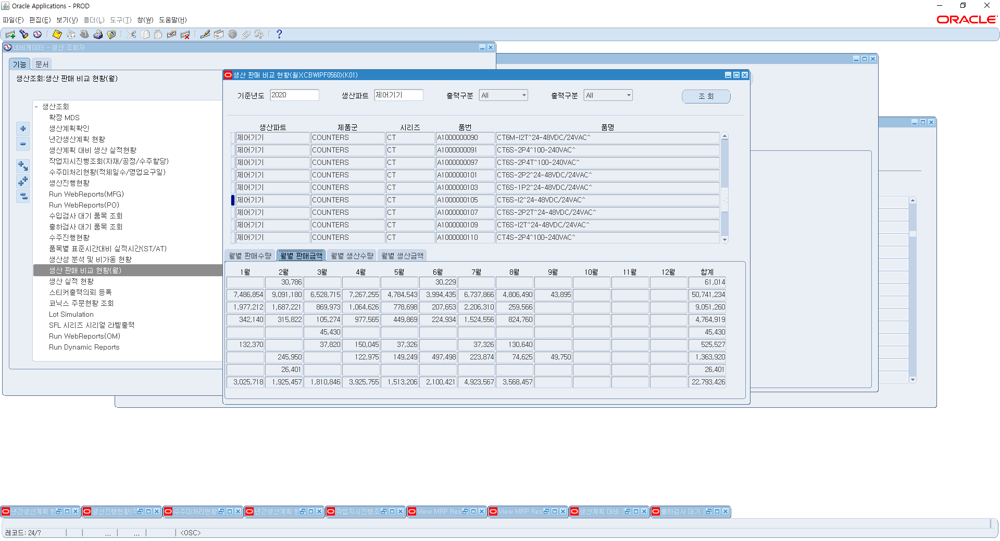 Oracle Applications - PROD
파일(F) 편집(E) 보기(V) 폴더(L) 도구(T) 창(W) 도움말(H)
ORACLE
네비게이터 - 생산 조회자
기능 문서
생산조회:생산 판매 비교 현황(월)
- 생산조회
확정 MDS
생산계획확인
년간생산계획 현황
생산계획 대비 생산 실적현황
작업지시진행조회(자재/공정/수주할당)
수주미처리현황(적체일수/영업요구일)
생산진행현황
Run WebReports(MFG)
Run WebReports(PO)
수입검사 대기 품목 조회
출하검사 대기 품목 조회
수주진행현황
품목별 표준시간대비 실적시간(ST/AT)
생산성 분석 및 비가동 현황
생산 판매 비교 현황(월)
생산 실적 현황
스티커출력의뢰 등록
코닉스 주문현황 조회
Lot Simulation
SFL 시리즈 시리얼 라벨출력
Run WebReports(OM)
Run Dynamic Reports
생산 판매 비교 현황(월)(CBWIPF0560)(K01)
기준년도 2020 생산파트 제어기기 출력구분 All 출력구분 All 조 회
생산파트 제품군 시리즈 품번 품명
제어기기 COUNTERS CT A1000000090 CT6M-I2T^24-48VDC/24VAC^
제어기기 COUNTERS CT A1000000091 CT6S-2P4^100-240VAC^
제어기기 COUNTERS CT A1000000097 CT6S-2P4T^100-240VAC^
제어기기 COUNTERS CT A1000000101 CT6S-2P2^24-48VDC/24VAC^
제어기기 COUNTERS CT A1000000103 CT6S-1P2^24-48VDC/24VAC^
제어기기 COUNTERS CT A1000000105 CT6S-I2^24-48VDC/24VAC^
제어기기 COUNTERS CT A1000000107 CT6S-2P2T^24-48VDC/24VAC^
제어기기 COUNTERS CT A1000000109 CT6S-I2T^24-48VDC/24VAC^
제어기기 COUNTERS CT A1000000110 CT4S-2P4^100-240VAC^
월별 판매수량 월별 판매금액 월별 생산수량 월별 생산금액
1월 2월 3월 4월 5월 6월 7월 8월 9월 10월 11월 12월 합계
30,786 30,229 61,014
7,486,854 9,091,180 6,528,715 7,267,255 4,784,543 3,994,435 6,737,866 4,806,490 43,895 50,741,234
1,977,212 1,687,221 869,973 1,064,626 778,698 207,653 2,206,310 259,566 9,051,260
342,140 315,822 105,274 977,565 449,869 224,934 1,524,556 824,760 4,764,919
45,430 45,430
132,370 37,820 150,045 37,326 37,326 130,640 525,527
245,950 122,975 149,249 497,498 223,874 74,625 49,750 1,363,920
26,401 26,401
3,025,718 1,925,457 1,810,846 3,925,755 1,513,206 2,100,421 4,923,567 3,568,457 22,793,426
년간생산계획 현 생산진행현황( 수주미처리현황 년간생산계획 현 작업지시진행조 View MRP Res View MRP Res 생산계획 대비 출하검사 대기
레코드: 24/? ... ... <OSC>